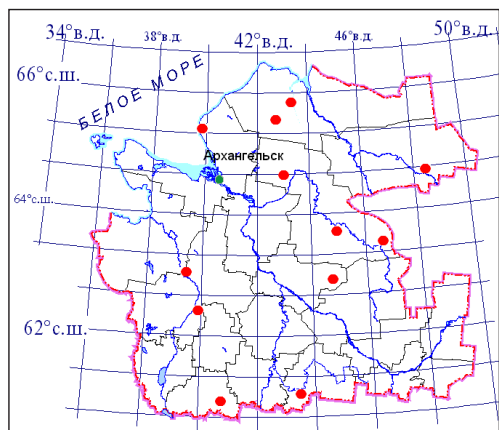 34°в.д.
38°в.д.
42°в.д.
46°в.д.
50°в.д.
66°с.ш.
БЕЛОЕ МОРЕ
Архангельск
64°с.ш.
62°с.ш.